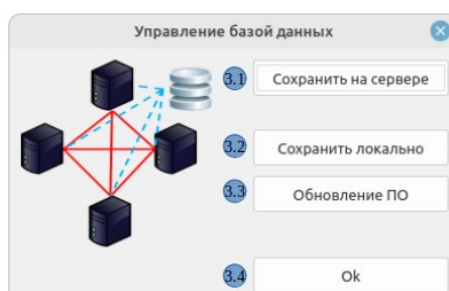 Управление базой данных
3.1 Сохранить на сервере
3.2 Сохранить локально
3.3 Обновление ПО
3.4 Ok